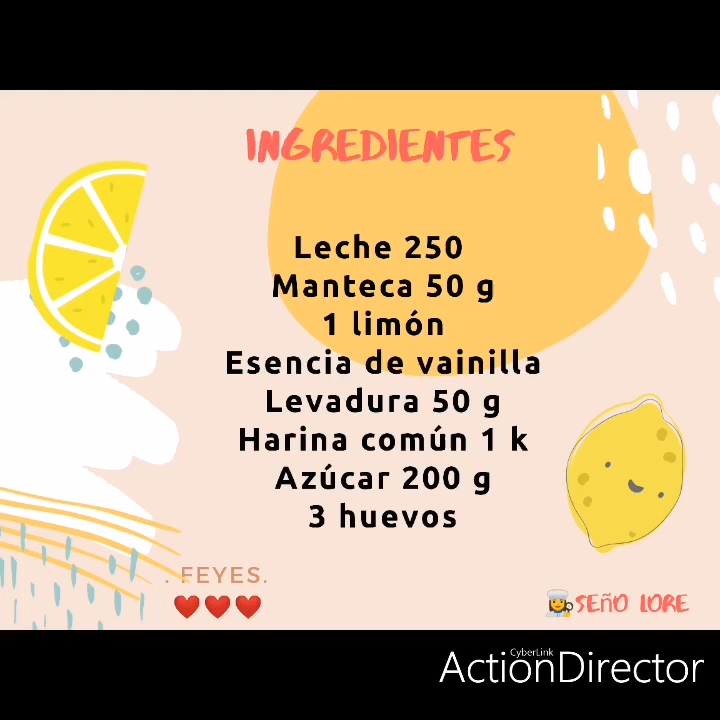 INGREDIENTES
Leche 250
Manteca 50 g
1 limón
Esencia de vainilla
Levadura 50 g
Harina común 1 k
Azúcar 200 g
3 huevos
. FEYES.
SEñO LORE
CyberLink
ActionDirector